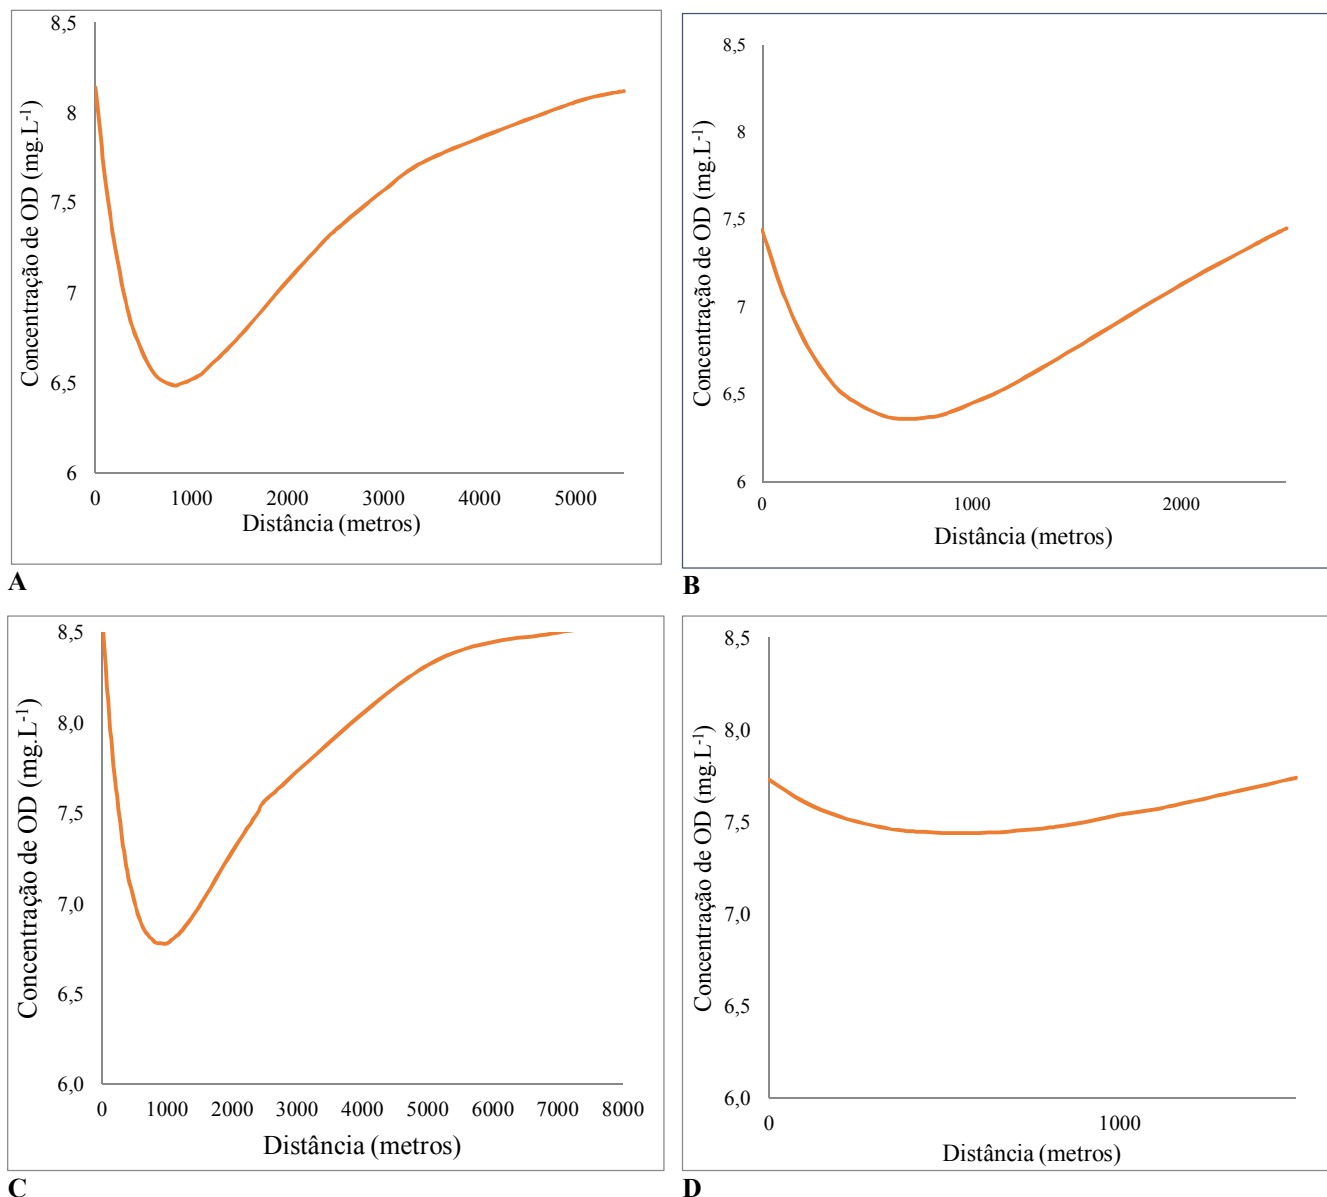 8,5
8
7,5
7
6,5
6
Concentração de OD (mg.L-1)
0 1000 2000 3000 4000 5000
Distância (metros)
A
8,5
8
7,5
7
6,5
6
Concentração de OD (mg.L-1)
0 1000 2000
Distância (metros)
B
8,5
8,0
7,5
7,0
6,5
6,0
Concentração de OD (mg.L-1)
0 1000 2000 3000 4000 5000 6000 7000 8000
Distância (metros)
C
8,5
8,0
7,5
7,0
6,5
6,0
Concentração de OD (mg.L-1)
0 1000
Distância (metros)
D